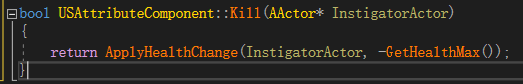 bool USAttributeComponent::Kill(AActor* InstigatorActor)
{
return ApplyHealthChange(InstigatorActor, -GetHealthMax());
}